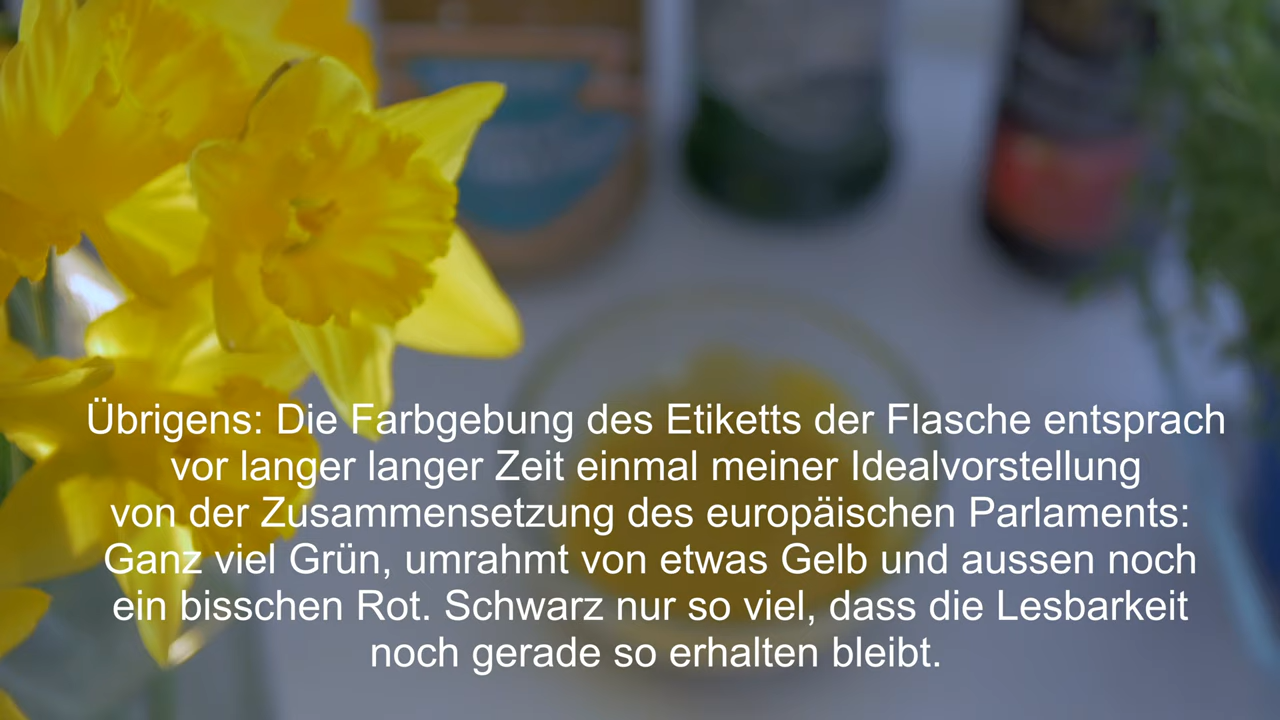 Übrigens: Die Farbgebung des Etiketts der Flasche entsprach
vor langer langer Zeit einmal meiner Idealvorstellung
von der Zusammensetzung des europäischen Parlaments:
Ganz viel Grün, umrahmt von etwas Gelb und aussen noch
ein bisschen Rot. Schwarz nur so viel, dass die Lesbarkeit
noch gerade so erhalten bleibt.